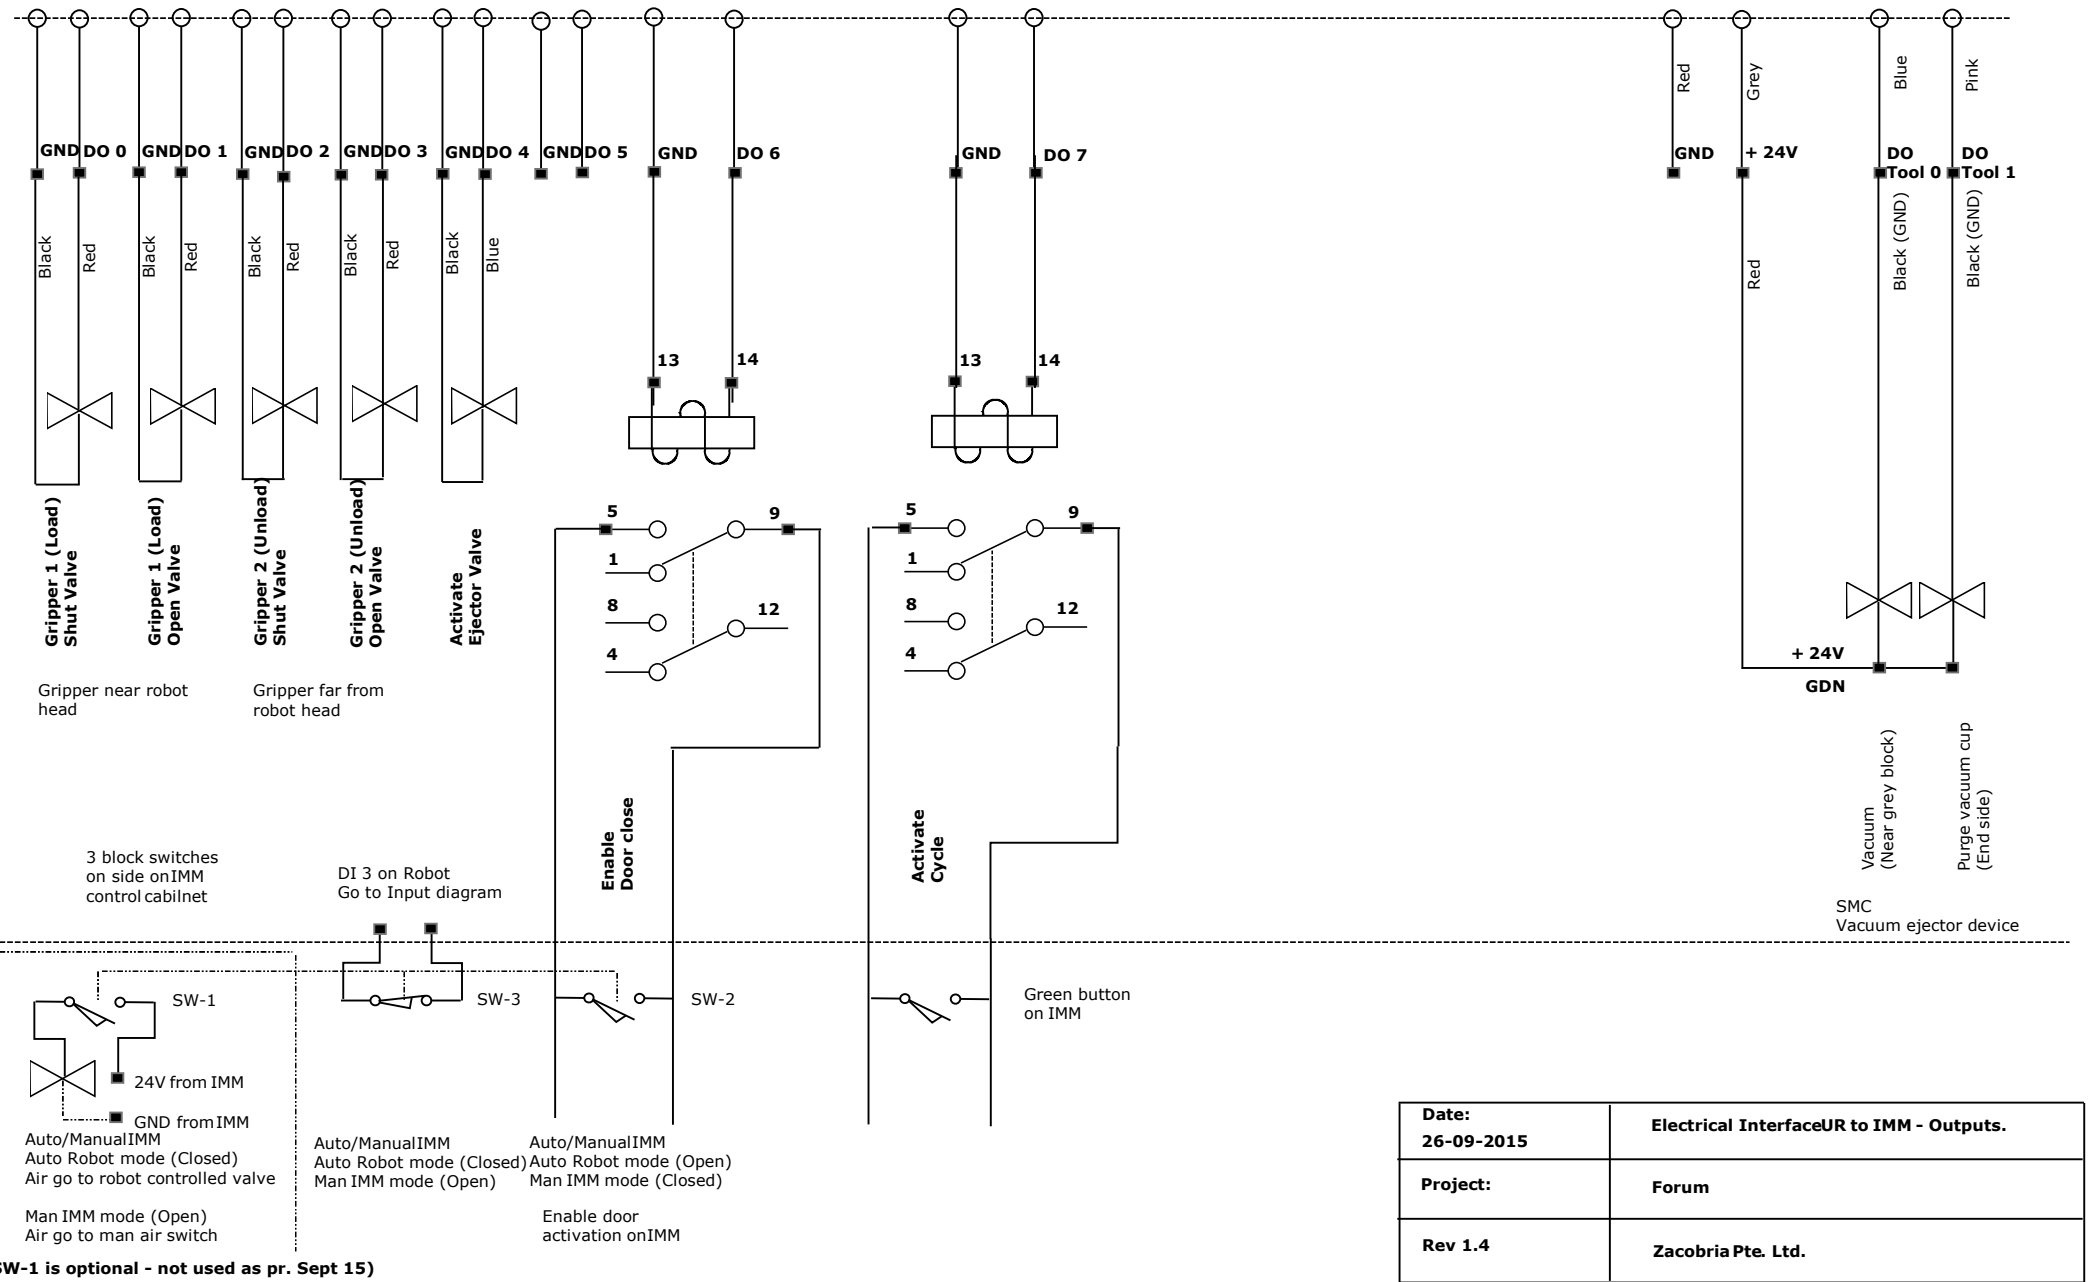 Red
Grey
Blue
Pink
GND DO 0 GND DO 1 GND DO 2 GND DO 3 GND DO 4 GND DO 5 GND DO 6 GND DO 7 GND + 24V DO DO
Tool 0 Tool 1
Black
Red
Black
Red
Black
Red
Black
Red
Black
Blue
Red
Black (GND)
Black (GND)
13 14 13 14
Gripper 1 (Load)
Shut Valve
Gripper 1 (Load)
Open Valve
Gripper 2 (Unload)
Shut Valve
Gripper 2 (Unload)
Open Valve
Activate
Ejector Valve
5 9 5 9
1 1
8 12 8 12
4 4
+ 24V
GDN
Gripper near robot
head
Gripper far from
robot head
Enable
Door close
Activate
Cycle
Vacuum
(Near grey block)
Purge vacuum cup
(End side)
3 block switches
on side on IMM
control cabilnet
DI 3 on Robot
Go to Input diagram
SMC
Vacuum ejector device
SW-1
SW-3
SW-2
Green button
on IMM
24V from IMM
GND from IMM
Auto/Manual IMM
Auto Robot mode (Closed)
Air go to robot controlled valve
Man IMM mode (Open)
Air go to man air switch
Auto/Manual IMM
Auto Robot mode (Closed)
Man IMM mode (Open)
Auto/Manual IMM
Auto Robot mode (Open)
Man IMM mode (Closed)
Enable door
activation on IMM
SW-1 is optional - not used as pr. Sept 15)
Date:
26-09-2015
Electrical Interface UR to IMM - Outputs.
Project:
Forum
Rev 1.4
Zacobria Pte. Ltd.